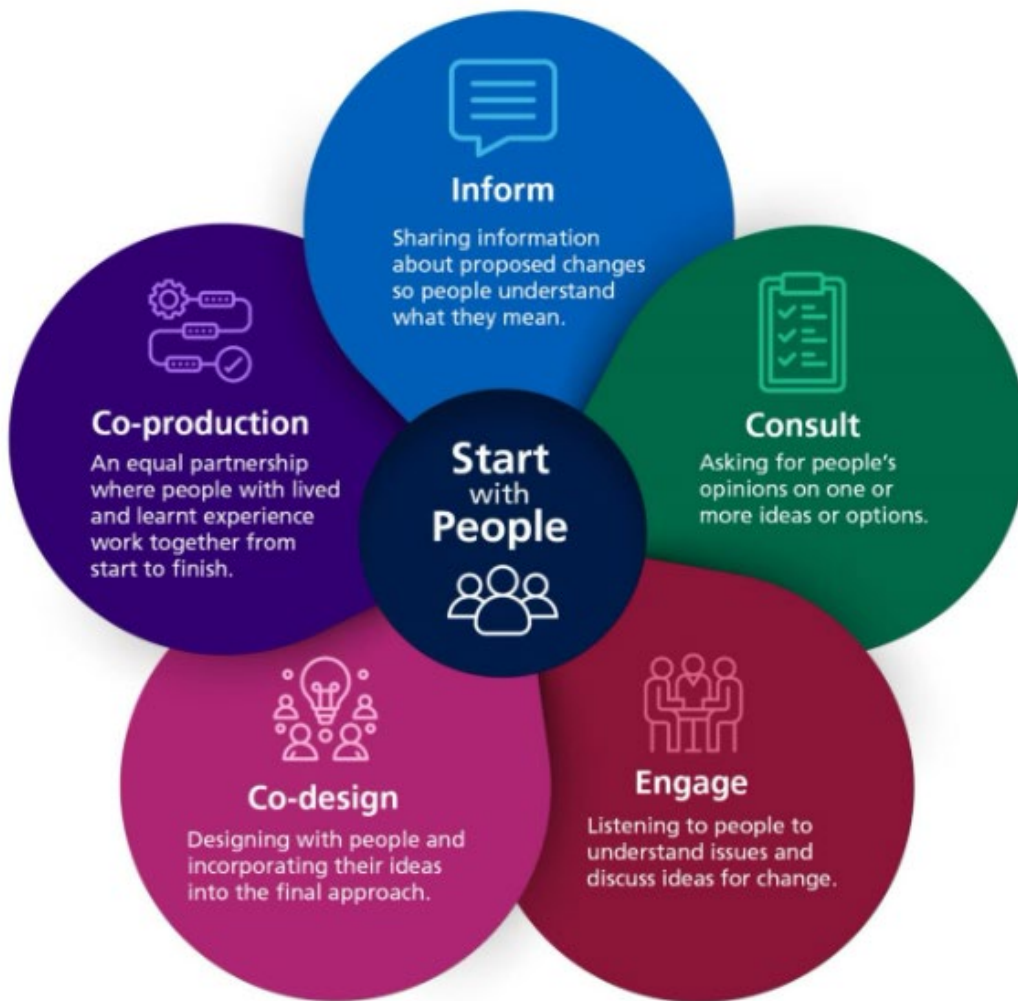 Inform
Sharing information
about proposed changes
so people understand
what they mean.
Consult
Asking for people's
opinions on one or
more ideas or options.
Engage
Listening to people to
understand issues and
discuss ideas for change.
Co-design
Designing with people and
incorporating their ideas
into the final approach.
Co-production
An equal partnership
where people with lived
and learnt experience
work together from
start to finish.
Start
with
People